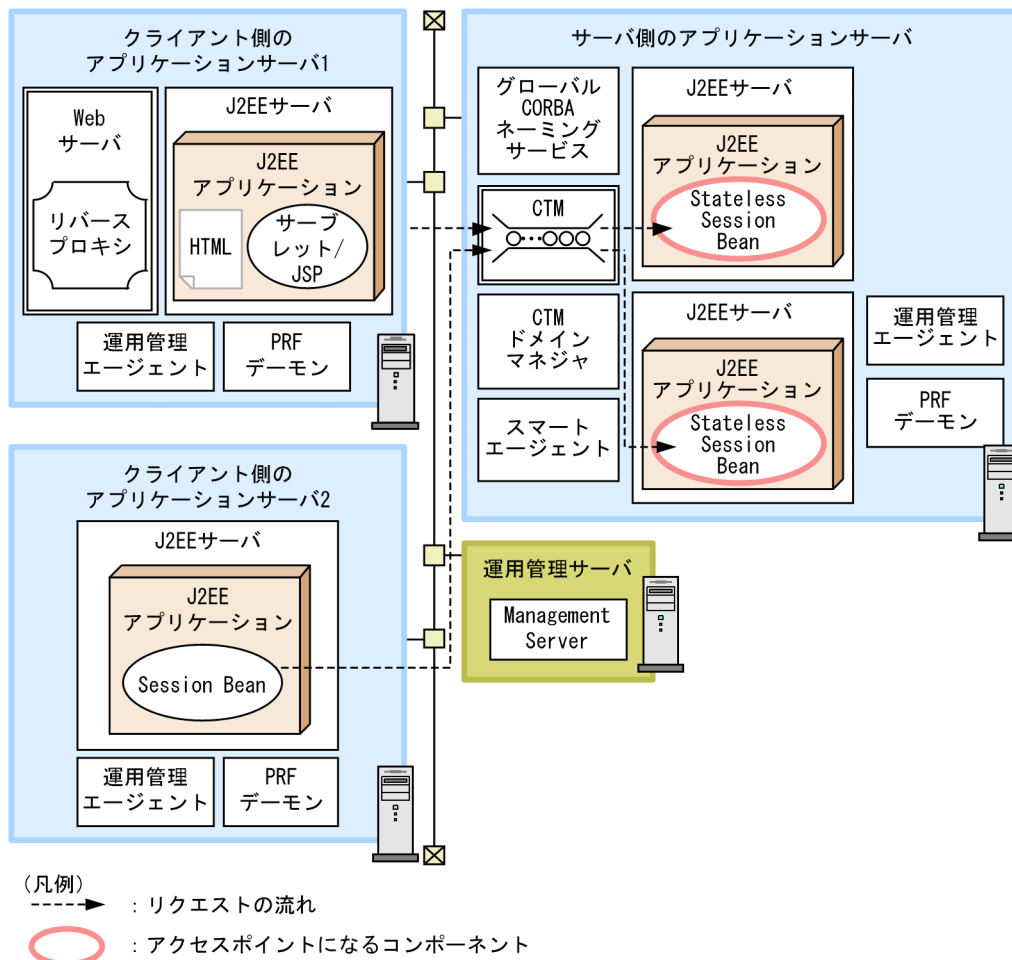 クライアント側の
アプリケーションサーバ1
Web
サーバ
リバース
プロキシ
J2EEサーバ
J2EE
アプリケーション
HTML
サーブ
レット/
JSP
運用管理
エージェント
PRF
デーモン
クライアント側の
アプリケーションサーバ2
J2EEサーバ
J2EE
アプリケーション
Session Bean
運用管理
エージェント
PRF
デーモン
サーバ側のアプリケーションサーバ
グローバル
CORBA
ネーミング
サービス
CTM
CTM
ドメイン
マネジャ
スマート
エージェント
J2EEサーバ
J2EE
アプリケーション
Stateless
Session
Bean
J2EEサーバ
J2EE
アプリケーション
Stateless
Session
Bean
運用管理
エージェント
PRF
デーモン
運用管理サーバ
Management
Server
(凡例)
:リクエストの流れ
:アクセスポイントになるコンポーネント